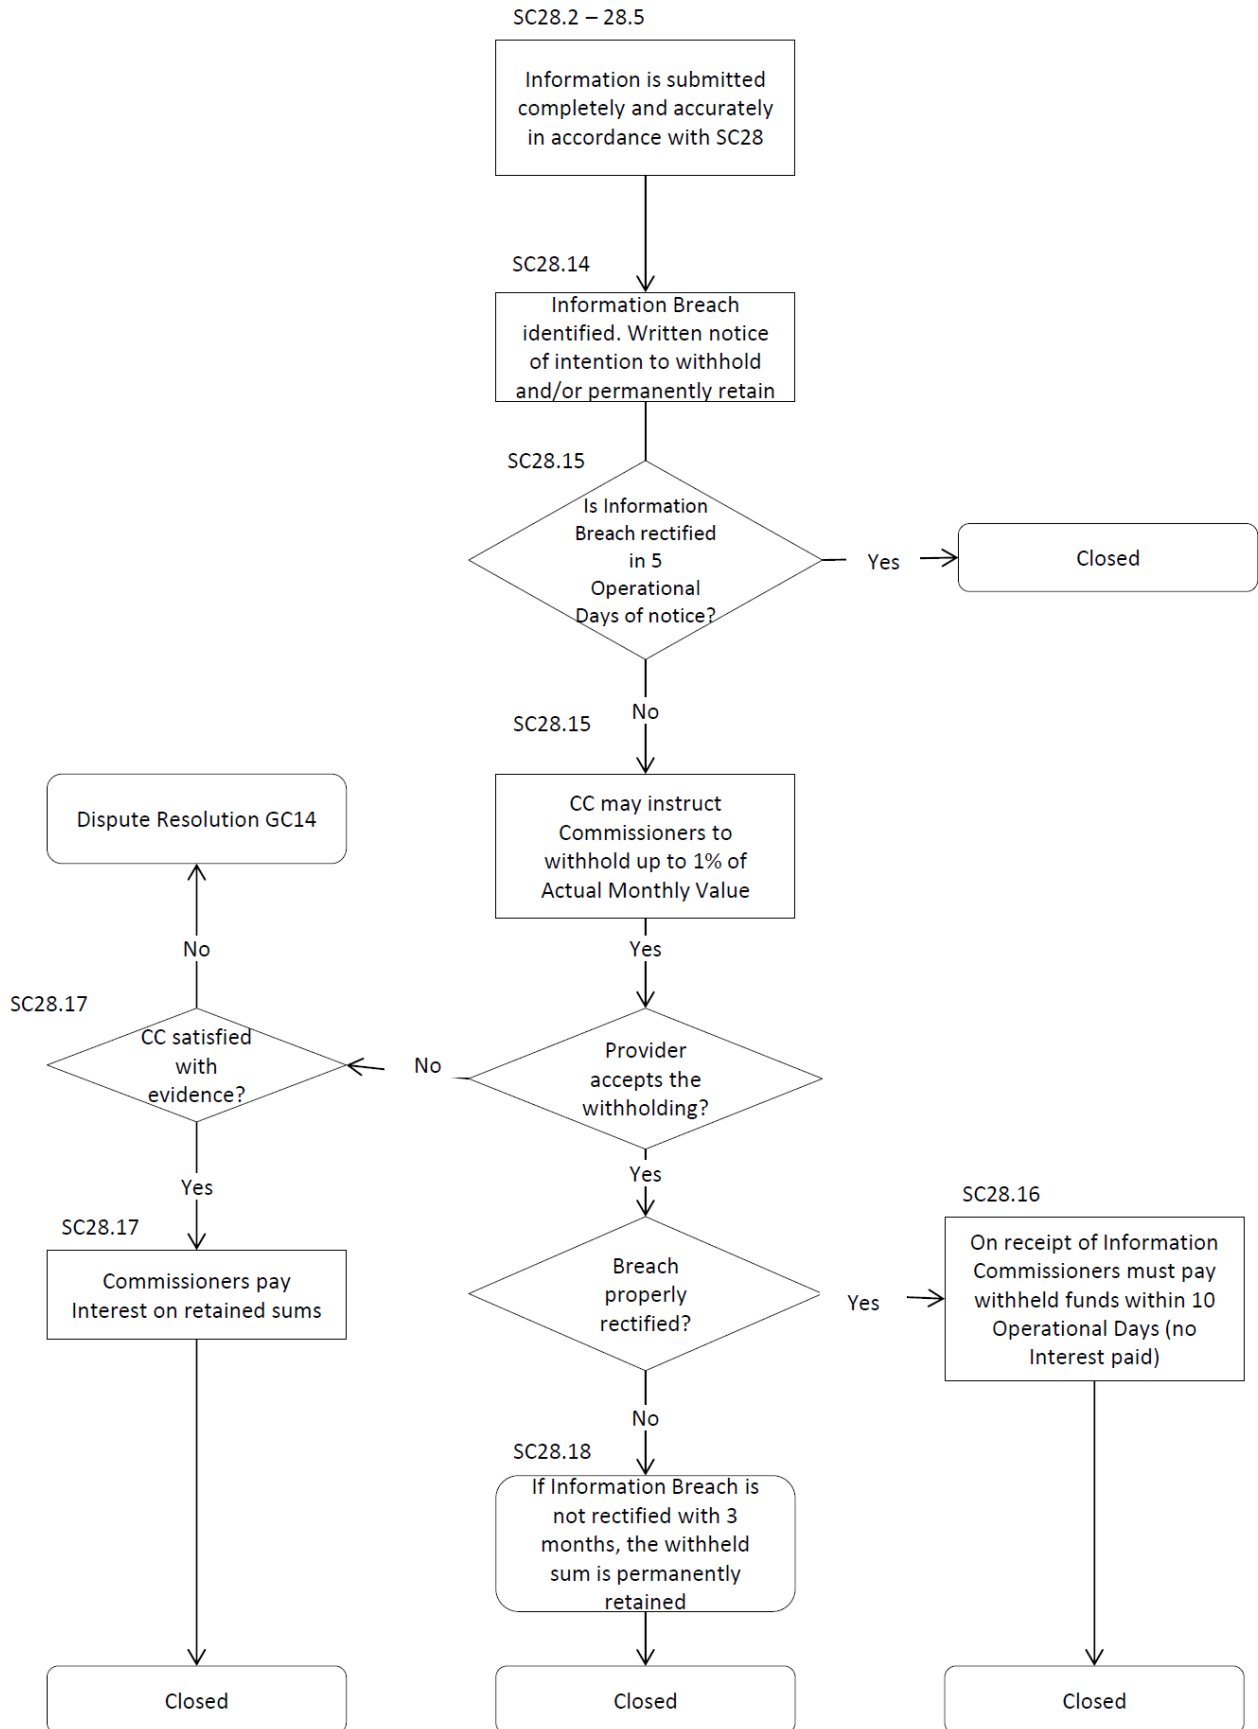 SC28.2 – 28.5
Information is submitted
completely and accurately
in accordance with SC28
SC28.14
Information Breach
identified. Written notice
of intention to withhold
and/or permanently retain
SC28.15
Is Information
Breach rectified
in 5
Operational
Days of notice?
Yes
Closed
No
SC28.15
CC may instruct
Commissioners to
withhold up to 1% of
Actual Monthly Value
Dispute Resolution GC14
Yes
No
SC28.17
CC satisfied
with
evidence?
No
Provider
accepts the
withholding?
Yes
Yes
SC28.17
Commissioners pay
Interest on retained sums
Breach
properly
rectified?
Yes
SC28.16
On receipt of Information
Commissioners must pay
withheld funds within 10
Operational Days (no
Interest paid)
No
SC28.18
If Information Breach is
not rectified with 3
months, the withheld
sum is permanently
retained
Closed
Closed
Closed